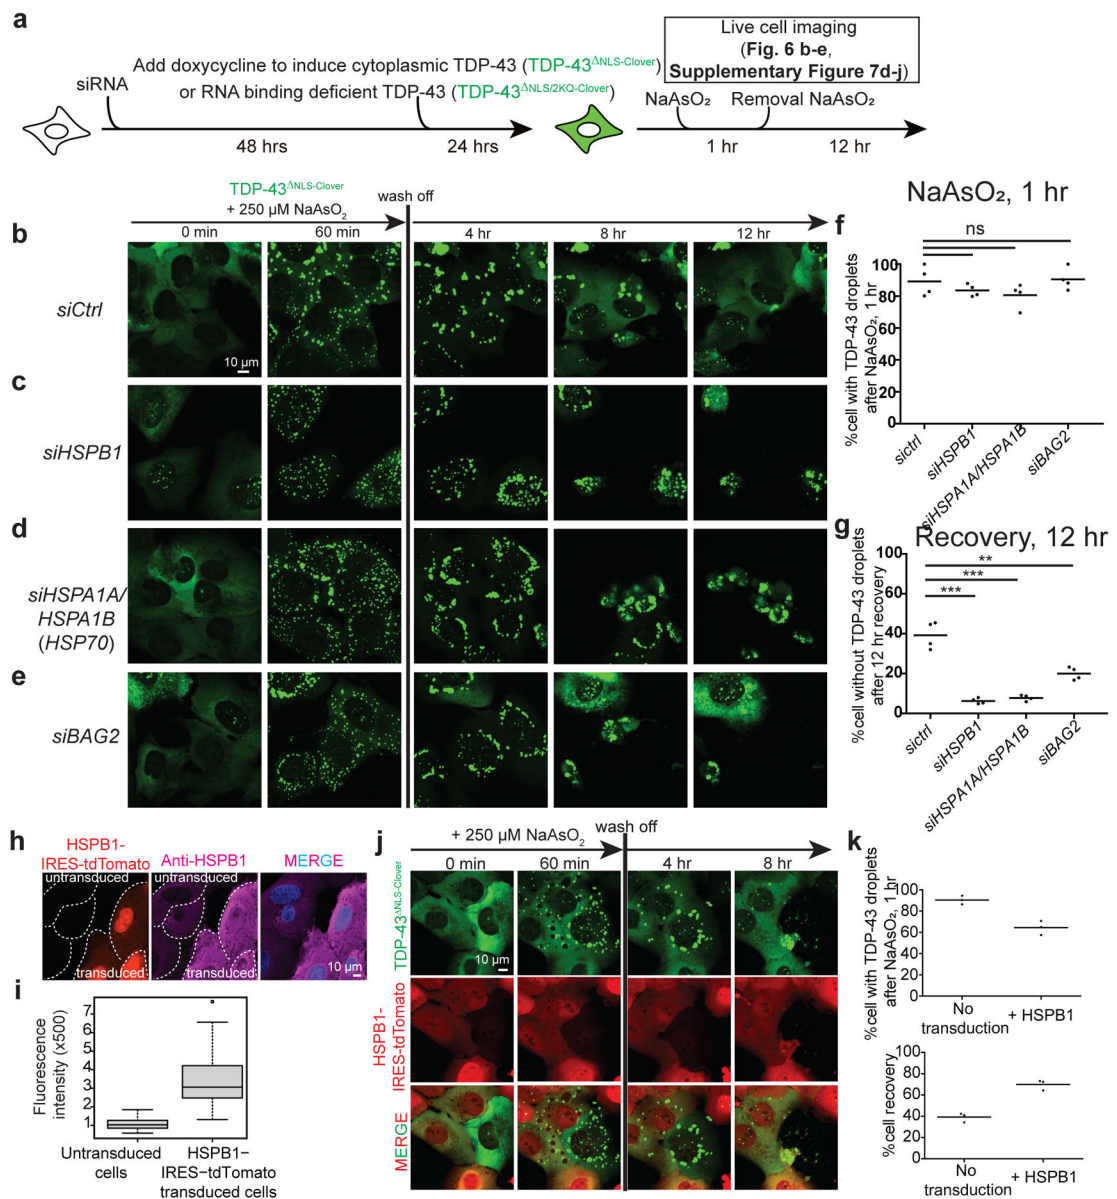 a
Live cell imaging
(Fig. 6 b-e,
Supplementary Figure 7d-j)
Add doxycycline to induce cytoplasmic TDP-43 (TDP-43ΔNLS-Clover)
siRNA
or RNA binding deficient TDP-43 (TDP-43ΔNLS/2KQ-Clover)
NaAsO₂
Removal NaAsO₂
48 hrs
24 hrs
1 hr
12 hr
TDP-43ΔNLS-Clover
+ 250 µM NaAsO₂
wash off
0 min
60 min
4 hr
8 hr
12 hr
b
siCtrl
10 µm
c
siHSPB1
d
siHSPA1A/
HSPA1B
(HSP70)
e
siBAG2
f
NaAsO₂, 1 hr
ns
%cell with TDP-43 droplets
after NaAsO₂, 1 hr
100
80
60
40
20
0
sictrl
siHSPB1
siHSPA1A/HSPA1B
siBAG2
g
Recovery, 12 hr
**
***
***
%cell without TDP-43 droplets
after 12 hr recovery
100
80
60
40
20
0
sictrl
siHSPB1
siHSPA1A/HSPA1B
siBAG2
h
HSPB1-
IRES-tdTomato
Anti-HSPB1
MERGE
untransduced
untransduced
transduced
transduced
10 µm
i
Fluorescence
intensity (x500)
7
6
5
4
3
2
1
Untransduced
cells
HSPB1−
IRES−tdTomato
transduced cells
j
+ 250 µM NaAsO₂
wash off
0 min
60 min
4 hr
8 hr
TDP-43ΔNLS-Clover
10 µm
HSPB1-
IRES-tdTomato
MERGE
k
%cell with TDP-43 droplets
after NaAsO₂, 1 hr
100
80
60
40
20
0
No
transduction
+ HSPB1
%cell recovery
100
80
60
40
20
0
No
transduction
+ HSPB1